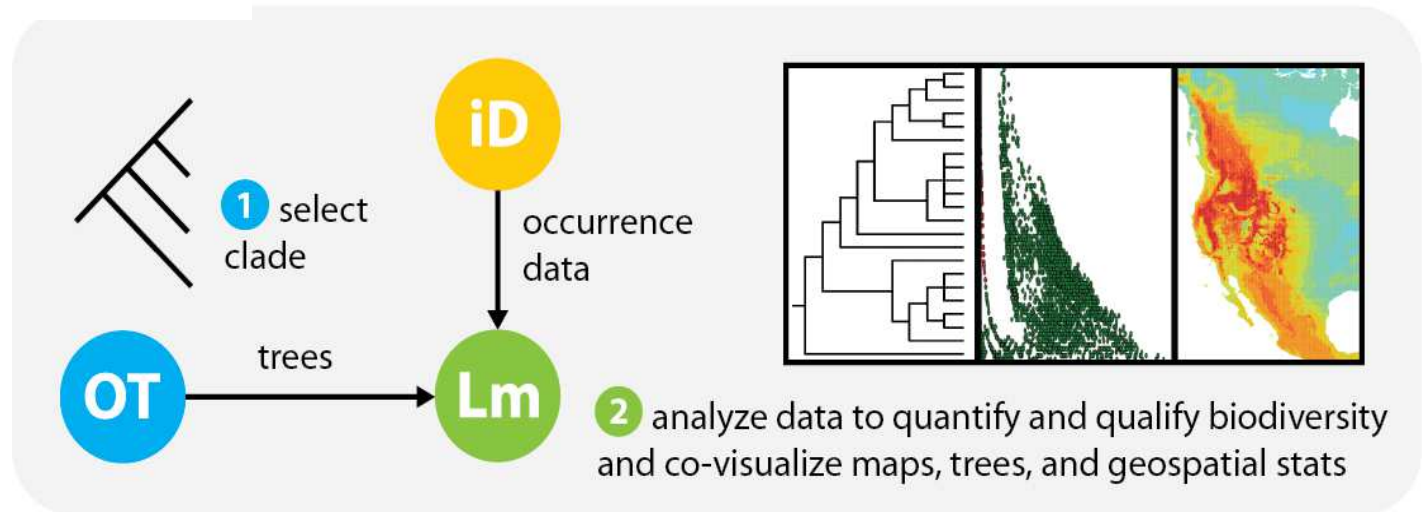 iD
1 select
clade
occurrence
data
trees
OT
Lm
2 analyze data to quantify and qualify biodiversity
and co-visualize maps, trees, and geospatial stats